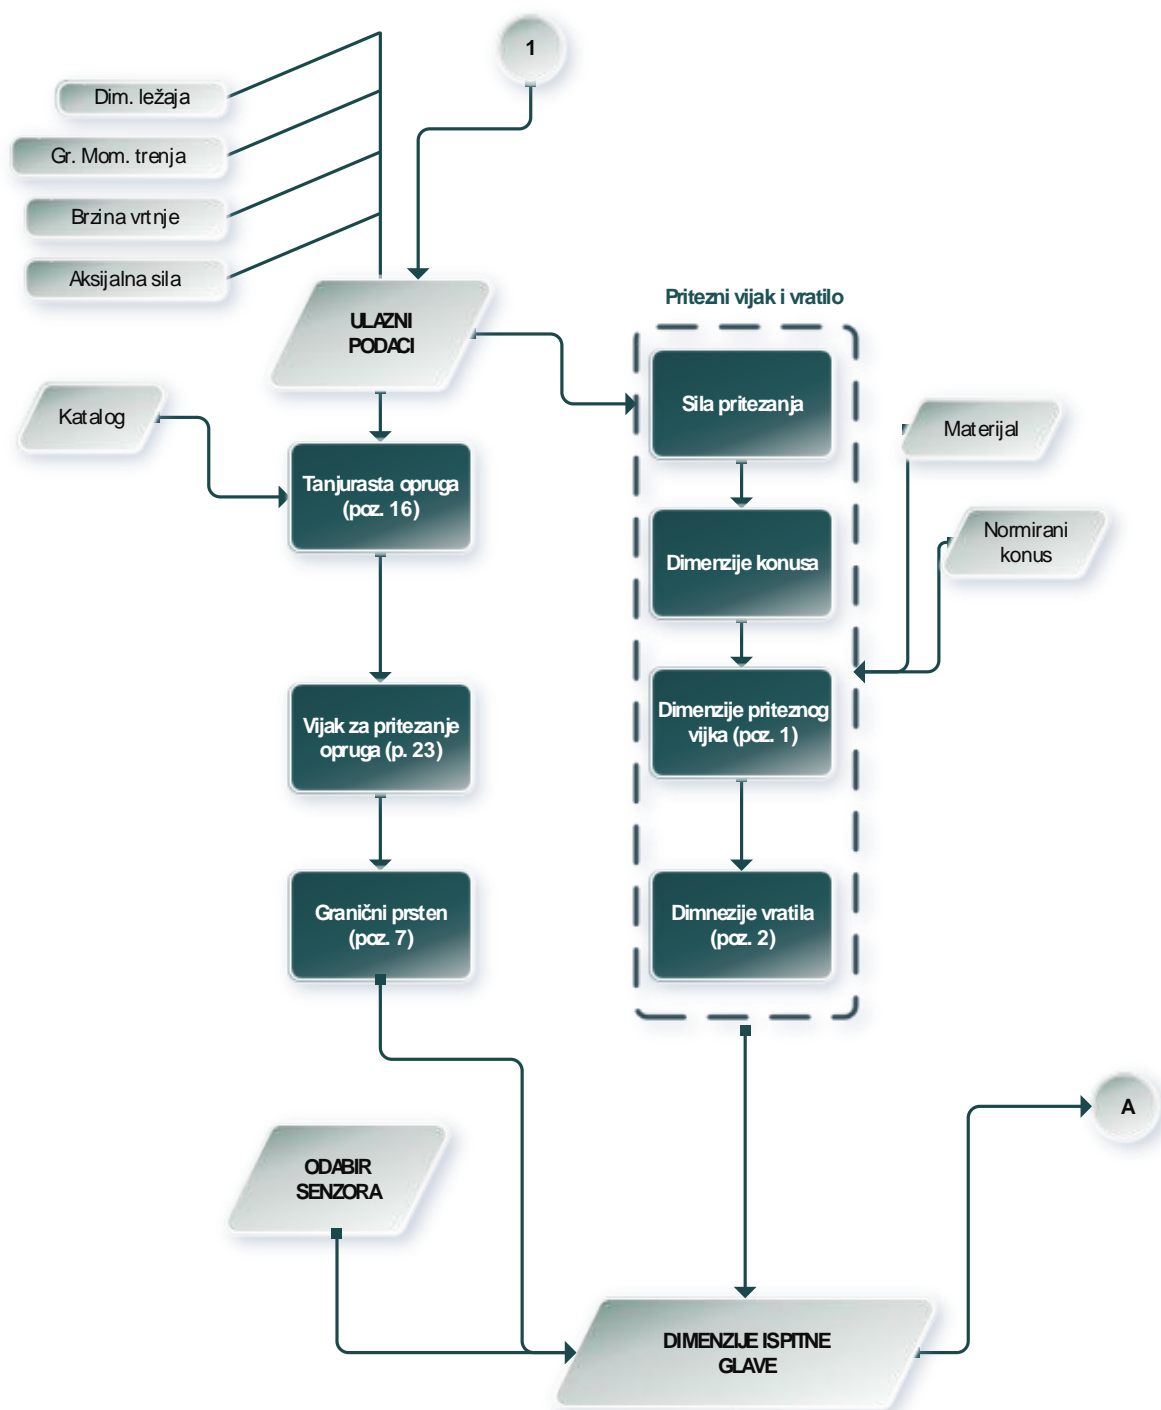 1
Dim. ležaja
Gr. Mom. trenja
Brzina vrtnje
Aksijalna sila
ULAZNI
PODACI
Pritezni vijak i vratilo
Sila pritezanja
Katalog
Materijal
Tanjurasta opruga
(poz. 16)
Normirani
konus
Dimenzije konusa
Vijak za pritezanje
opruga (p. 23)
Dimenzije priteznog
vijka (poz. 1)
Granični prsten
(poz. 7)
Dimnezije vratila
(poz. 2)
A
ODABIR
SENZORA
DIMENZIJE ISPITNE
GLAVE